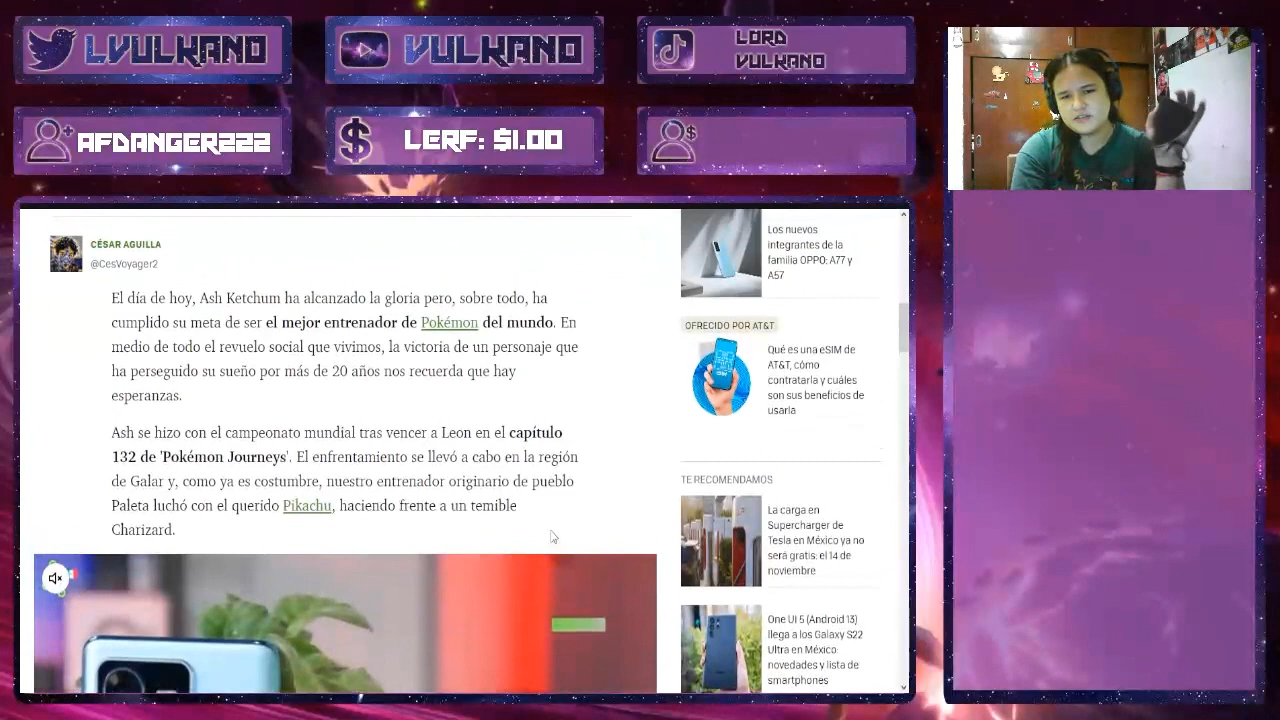 LVULKANO
VULKANO
LORD
VULKANO
AFDANGER222
LERF: $1.00
CÉSAR AGUILLA
@CesVoyager2
El día de hoy, Ash Ketchum ha alcanzado la gloria pero, sobre todo, ha
cumplido su meta de ser el mejor entrenador de Pokémon del mundo. En
medio de todo el revuelo social que vivimos, la victoria de un personaje que
ha perseguido su sueño por más de 20 años nos recuerda que hay
esperanzas.
Ash se hizo con el campeonato mundial tras vencer a Leon en el capítulo
132 de 'Pokémon Journeys'. El enfrentamiento se llevó a cabo en la región
de Galar y, como ya es costumbre, nuestro entrenador originario de pueblo
Paleta luchó con el querido Pikachu, haciendo frente a un temible
Charizard.
Los nuevos
integrantes de la
familia OPPO: A77 y
A57
OFRECIDO POR AT&T
Qué es una eSIM de
AT&T, cómo
contratarla y cuáles
son sus beneficios de
usarla
TE RECOMENDAMOS
La carga en
Supercharger de
Tesla en México ya no
será gratis: el 14 de
noviembre
One UI 5 (Android 13)
llega a los Galaxy S22
Ultra en México:
novedades y lista de
smartphones